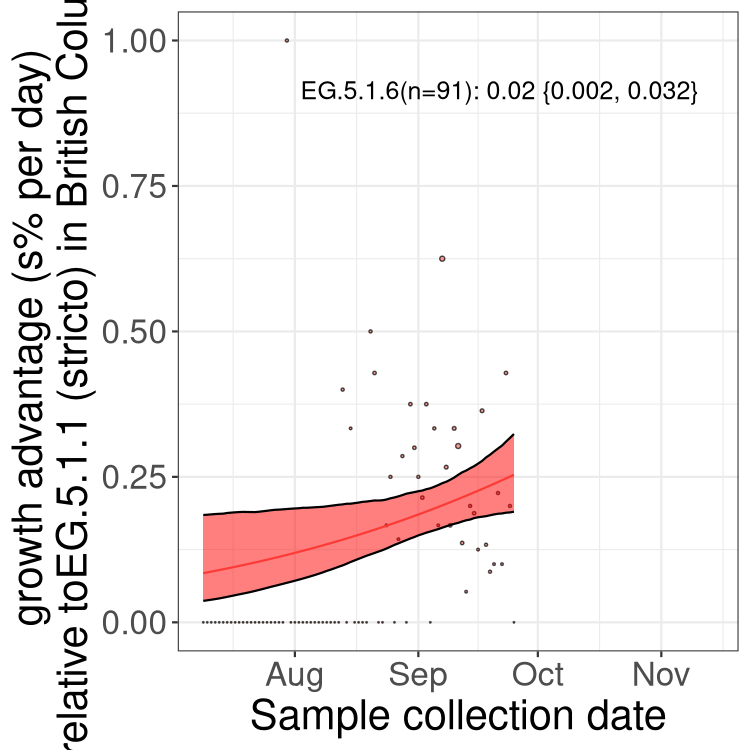 growth advantage (s% per day)
relative toEG.5.1.1 (stricto) in British Colu
1.00
0.75
0.50
0.25
0.00
EG.5.1.6(n=91): 0.02 {0.002, 0.032}
Aug Sep Oct Nov
Sample collection date